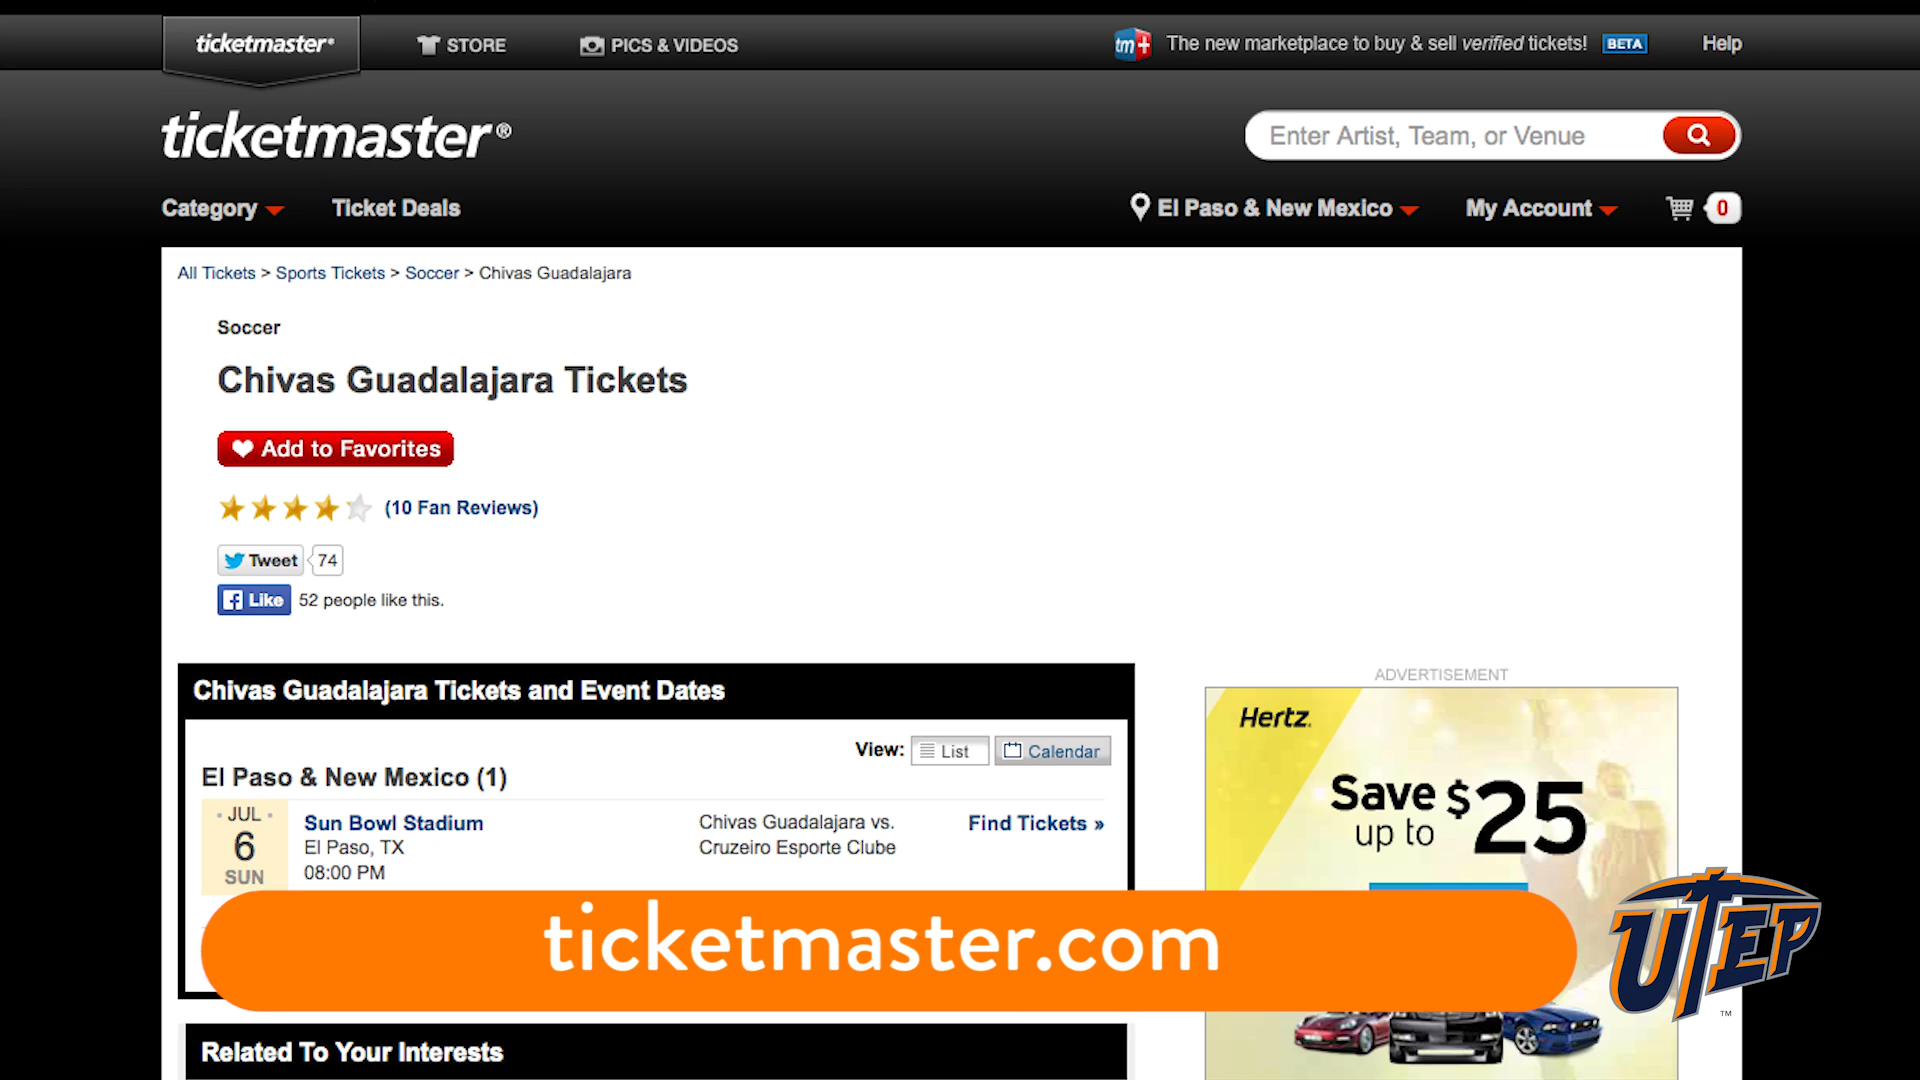 ticketmaster®
STORE
PICS & VIDEOS
tm+
The new marketplace to buy & sell verified tickets!
BETA
Help
ticketmaster®
Enter Artist, Team, or Venue
Category
Ticket Deals
El Paso & New Mexico
My Account
0
All Tickets > Sports Tickets > Soccer > Chivas Guadalajara
Soccer
Chivas Guadalajara Tickets
Add to Favorites
(10 Fan Reviews)
Tweet
74
Like
52 people like this.
Chivas Guadalajara Tickets and Event Dates
View:
List
Calendar
El Paso & New Mexico (1)
JUL
6
SUN
Sun Bowl Stadium
El Paso, TX
08:00 PM
Chivas Guadalajara vs.
Cruzeiro Esporte Clube
Find Tickets »
ADVERTISEMENT
Hertz.
Save
up to
$25
ticketmaster.com
UTEP
TM
Related To Your Interests